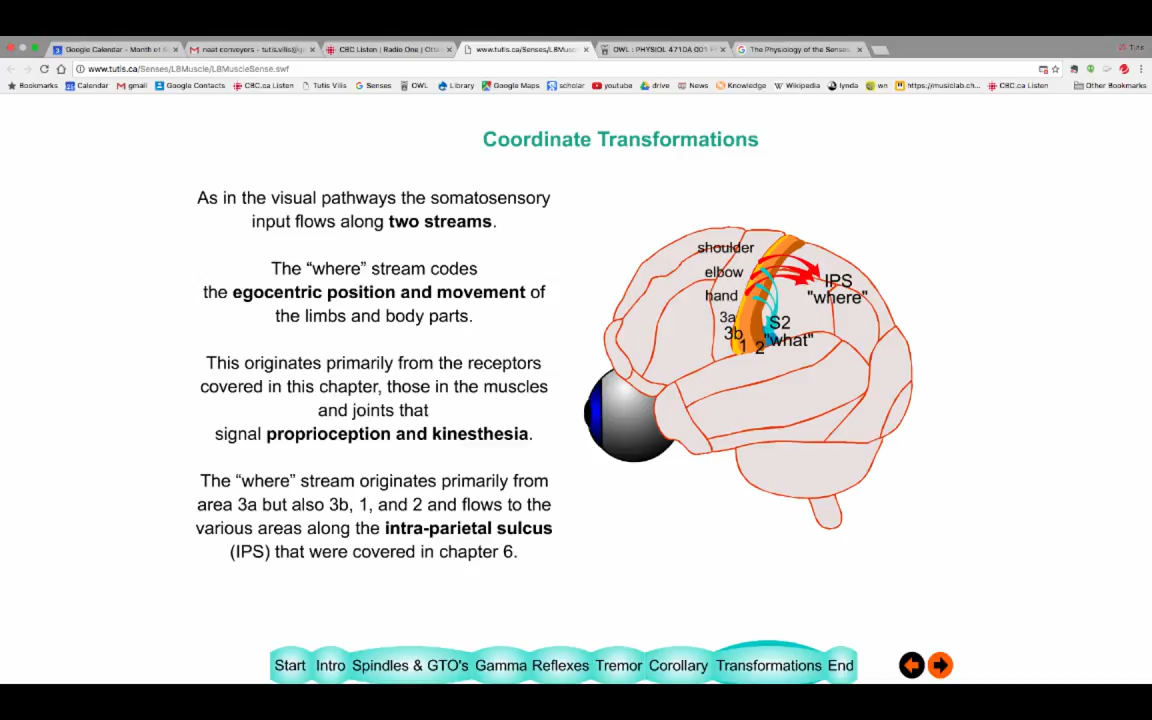 Google Calendar - Month of S
neat conveyors - tutis.vilis@g
CBC Listen | Radio One | Otta
www.tutis.ca/Senses/L8Musc
OWL : PHYSIOL 4710A 001 F
The Physiology of the Senses
Tutis
www.tutis.ca/Senses/L8Muscle/L8MuscleSense.swf
Bookmarks Calendar gmail Google Contacts CBC.ca Listen Tutis Vilis Senses OWL Library Google Maps scholar youtube drive News Knowledge Wikipedia lynda wn https://musiclab.ch... CBC.ca Listen Other Bookmarks
Coordinate Transformations
As in the visual pathways the somatosensory
input flows along two streams.
The “where” stream codes
the egocentric position and movement of
the limbs and body parts.
This originates primarily from the receptors
covered in this chapter, those in the muscles
and joints that
signal proprioception and kinesthesia.
The “where” stream originates primarily from
area 3a but also 3b, 1, and 2 and flows to the
various areas along the intra-parietal sulcus
(IPS) that were covered in chapter 6.
shoulder
elbow
hand
3a
3b
1
2
IPS
"where"
S2
"what"
Start Intro Spindles & GTO's Gamma Reflexes Tremor Corollary Transformations End